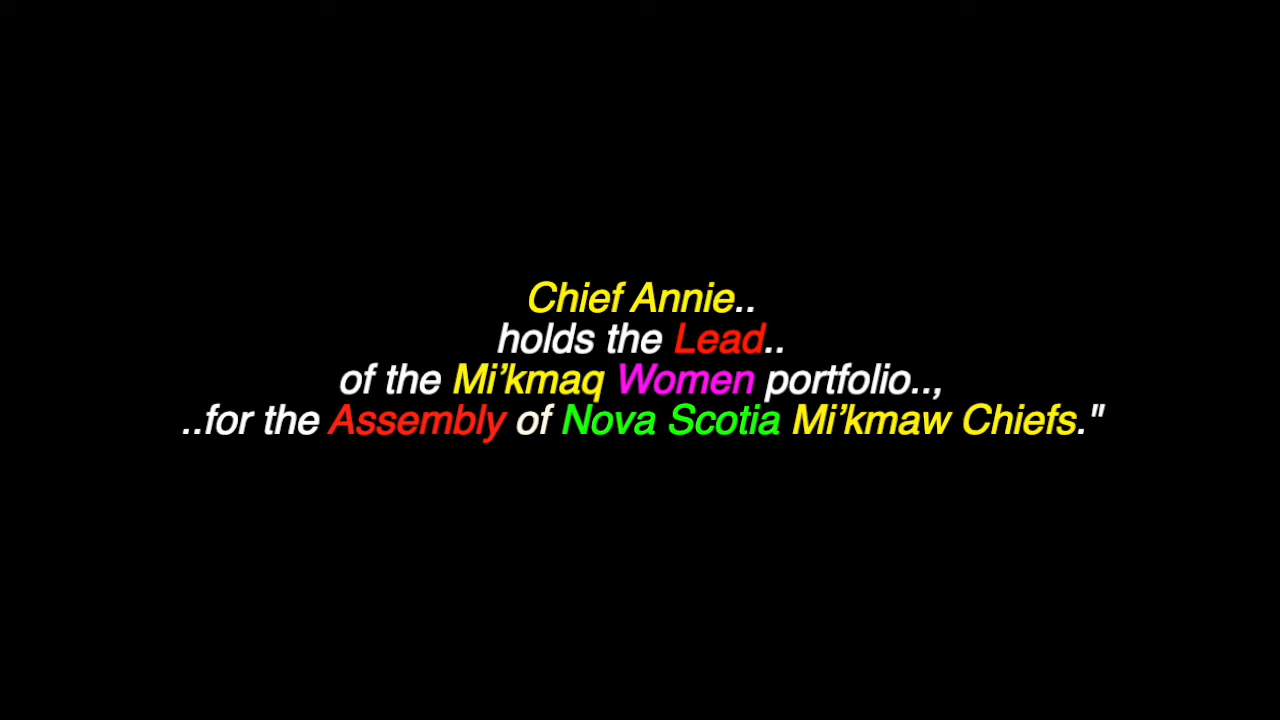 Chief Annie..
holds the Lead..
of the Mi’kmaq Women portfolio..,
..for the Assembly of Nova Scotia Mi’kmaw Chiefs."